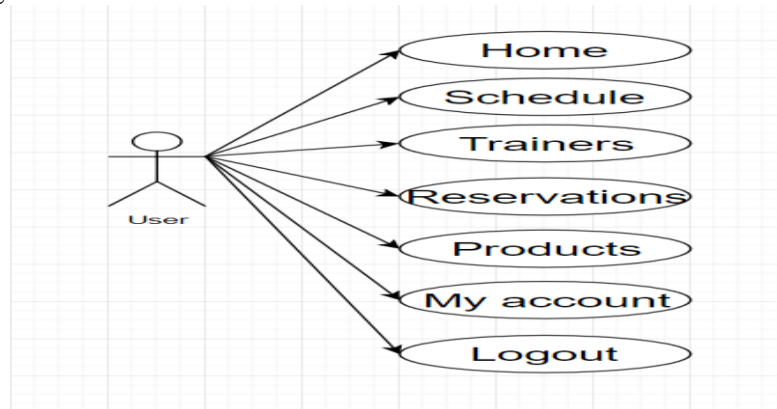 Home
Schedule
Trainers
Reservations
Products
My account
Logout
User